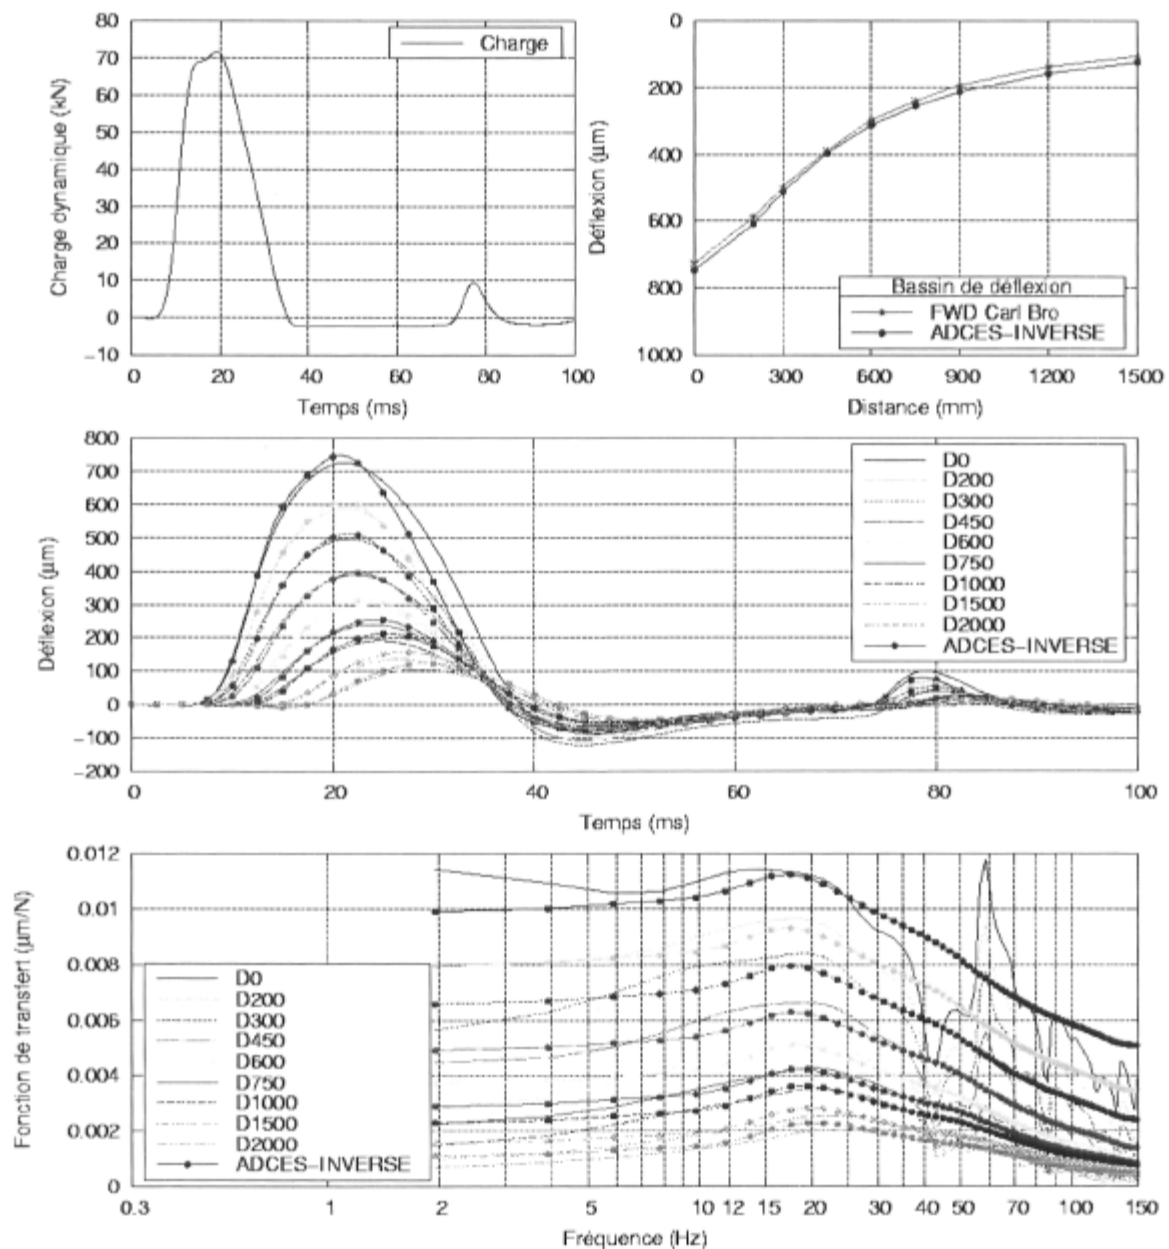 80
70
60
50
40
30
20
10
0
−10
Charge dynamique (kN)
Charge
0 20 40 60 80 100
Temps (ms)
0
200
400
600
800
1000
Déflexion (µm)
Bassin de déflexion
FWD Carl Bro
ADCES−INVERSE
0 300 600 900 1200 1500
Distance (mm)
800
700
600
500
400
300
200
100
0
−100
−200
Déflexion (µm)
D0
D200
D300
D450
D600
D750
D1000
D1500
D2000
ADCES−INVERSE
0 20 40 60 80 100
Temps (ms)
0.012
0.01
0.008
0.006
0.004
0.002
0
Fonction de transfert (µm/N)
D0
D200
D300
D450
D600
D750
D1000
D1500
D2000
ADCES−INVERSE
0.3 1 2 5 10 12 15 20 30 40 50 70 100 150
Fréquence (Hz)